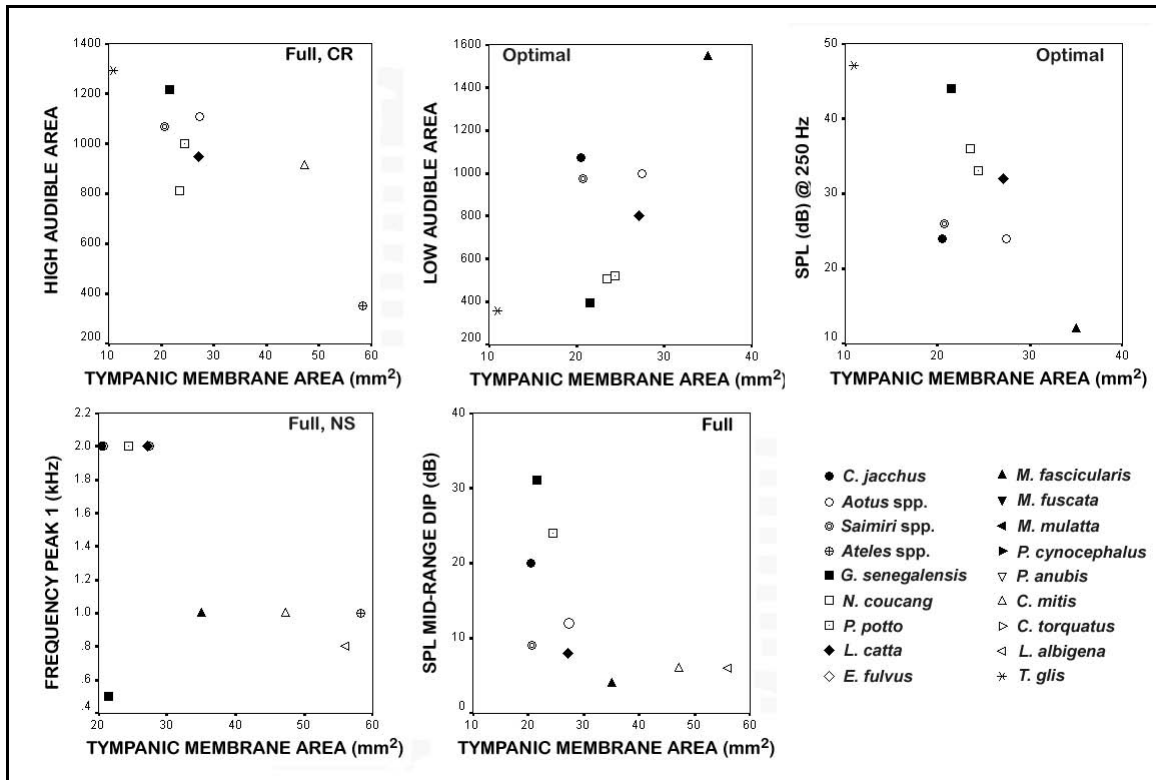 Full, CR
HIGH AUDIBLE AREA
1400
1200
1000
800
600
400
200
10 20 30 40 50 60
TYMPANIC MEMBRANE AREA (mm²)
Optimal
LOW AUDIBLE AREA
1600
1400
1200
1000
800
600
400
200
10 20 30 40
TYMPANIC MEMBRANE AREA (mm²)
Optimal
SPL (dB) @ 250 Hz
50
40
30
20
10
10 20 30 40
TYMPANIC MEMBRANE AREA (mm²)
Full, NS
FREQUENCY PEAK 1 (kHz)
2.2
2.0
1.8
1.6
1.4
1.2
1.0
.8
.6
.4
20 30 40 50 60
TYMPANIC MEMBRANE AREA (mm²)
Full
SPL MID-RANGE DIP (dB)
40
30
20
10
0
10 20 30 40 50 60
TYMPANIC MEMBRANE AREA (mm²)
C. jacchus
Aotus spp.
Saimiri spp.
Ateles spp.
G. senegalensis
N. coucang
P. potto
L. catta
E. fulvus
M. fascicularis
M. fuscata
M. mulatta
P. cynocephalus
P. anubis
C. mitis
C. torquatus
L. albigena
T. glis